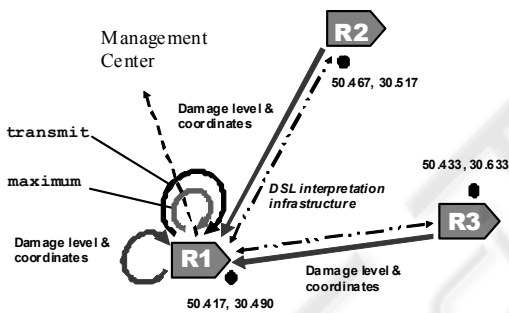 Management
Center
R2
50.467, 30.517
Damage level &
coordinates
transmit
maximum
50.433, 30.633
DSL interpretation
infrastructure
R3
Damage level &
coordinates
R1
Damage level &
coordinates
50.417, 30.490